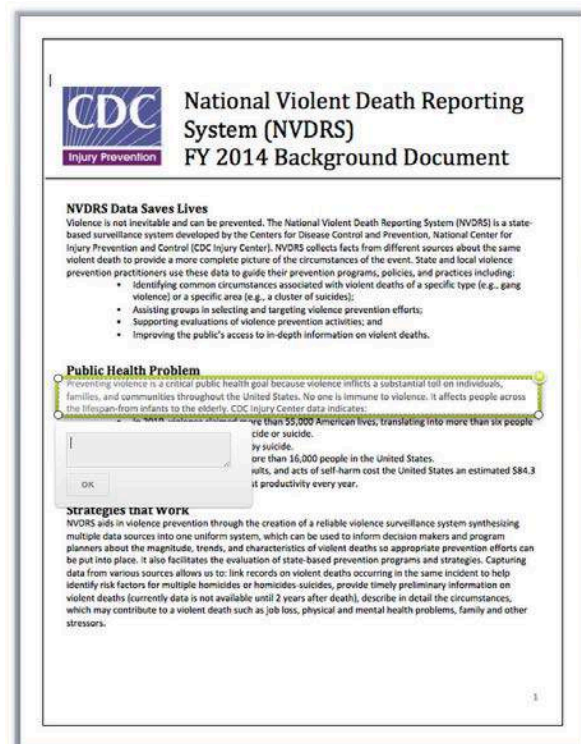 CDC
Injury Prevention
National Violent Death Reporting
System (NVDRS)
FY 2014 Background Document
NVDRS Data Saves Lives
Violence is not inevitable and can be prevented. The National Violent Death Reporting System (NVDRS) is a state-
based surveillance system developed by the Centers for Disease Control and Prevention, National Center for
Injury Prevention and Control (CDC Injury Center). NVDRS collects facts from different sources about the same
violent death to provide a more complete picture of the circumstances of the event. State and local violence
prevention practitioners use these data to guide their prevention programs, policies, and practices including:
• Identifying common circumstances associated with violent deaths of a specific type (e.g., gang
violence) or a specific area (e.g., a cluster of suicides);
• Assisting groups in selecting and targeting violence prevention efforts;
• Supporting evaluations of violence prevention activities; and
• Improving the public's access to in-depth information on violent deaths.
Public Health Problem
Preventing violence is a critical public health goal because violence inflicts a substantial toll on individuals,
families, and communities throughout the United States. No one is immune to violence. It affects people across
the lifespan-from infants to the elderly. CDC Injury Center data indicates:
• In 2010, violence claimed more than 55,000 American lives, translating into more than six people
cide or suicide.
by suicide.
ore than 16,000 people in the United States.
ults, and acts of self-harm cost the United States an estimated $84.3
t productivity every year.
OK
Strategies that Work
NVDRS aids in violence prevention through the creation of a reliable violence surveillance system synthesizing
multiple data sources into one uniform system, which can be used to inform decision makers and program
planners about the magnitude, trends, and characteristics of violent deaths so appropriate prevention efforts can
be put into place. It also facilitates the evaluation of state-based prevention programs and strategies. Capturing
data from various sources allows us to: link records on violent deaths occurring in the same incident to help
identify risk factors for multiple homicides or homicides-suicides, provide timely preliminary information on
violent deaths (currently data is not available until 2 years after death), describe in detail the circumstances,
which may contribute to a violent death such as job loss, physical and mental health problems, family and other
stressors.
1